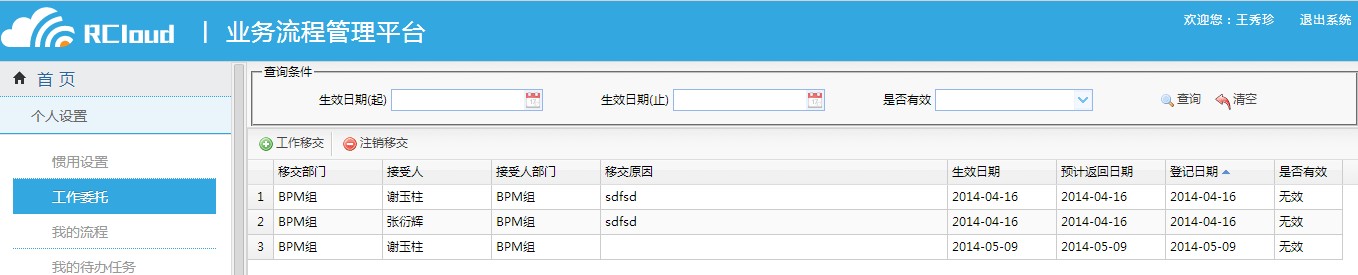 RCloud | 业务流程管理平台
欢迎您：王秀珍 退出系统
首页
个人设置
惯用设置
工作委托
我的流程
我的待办任务
查询条件
生效日期(起) 生效日期(止) 是否有效 查询 清空
工作移交 注销移交
移交部门 接受人 接受人部门 移交原因 生效日期 预计返回日期 登记日期 是否有效
1 BPM组 谢玉柱 BPM组 sdfsd 2014-04-16 2014-04-16 2014-04-16 无效
2 BPM组 张衍辉 BPM组 sdfsd 2014-04-16 2014-04-16 2014-04-16 无效
3 BPM组 谢玉柱 BPM组 2014-05-09 2014-05-09 2014-05-09 无效